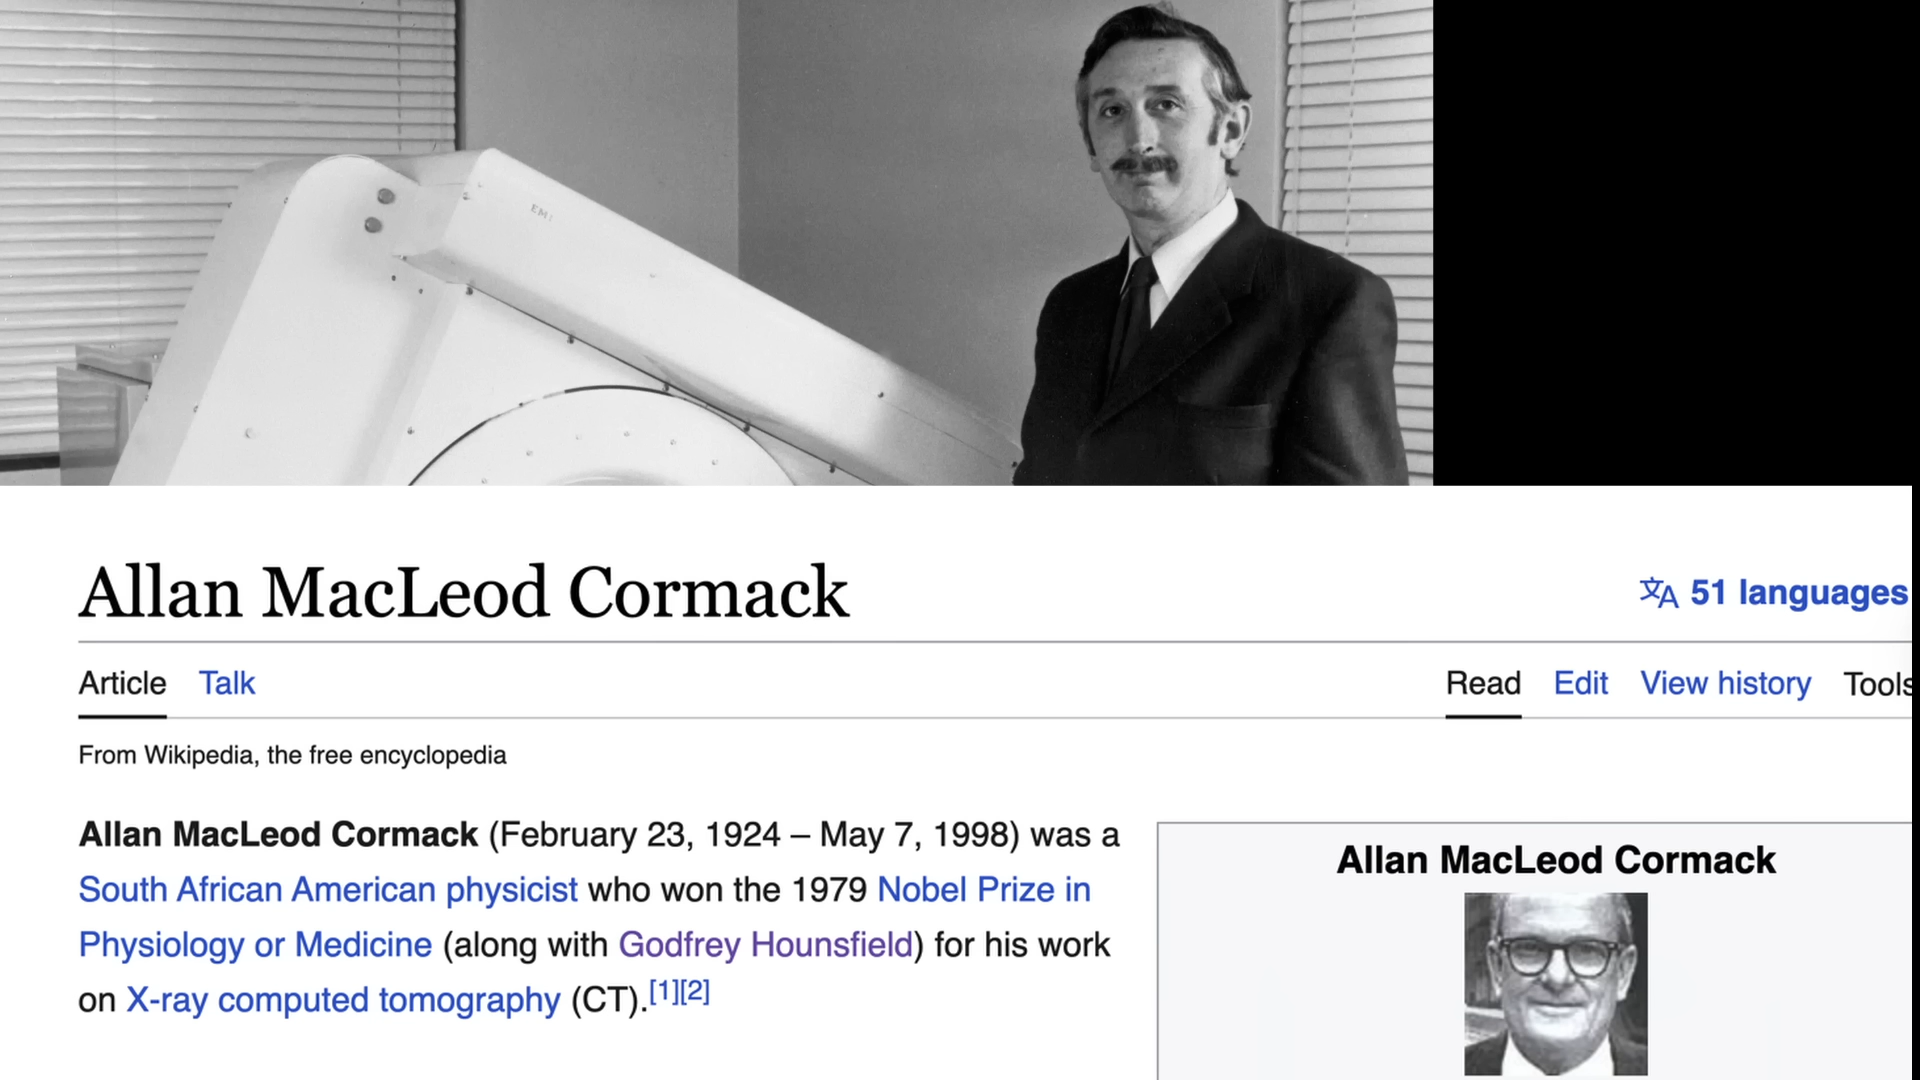 EMI
Allan MacLeod Cormack
51 languages
Article Talk Read Edit View history Tools
From Wikipedia, the free encyclopedia
Allan MacLeod Cormack (February 23, 1924 – May 7, 1998) was a
South African American physicist who won the 1979 Nobel Prize in
Physiology or Medicine (along with Godfrey Hounsfield) for his work
on X-ray computed tomography (CT).[1][2]
Allan MacLeod Cormack